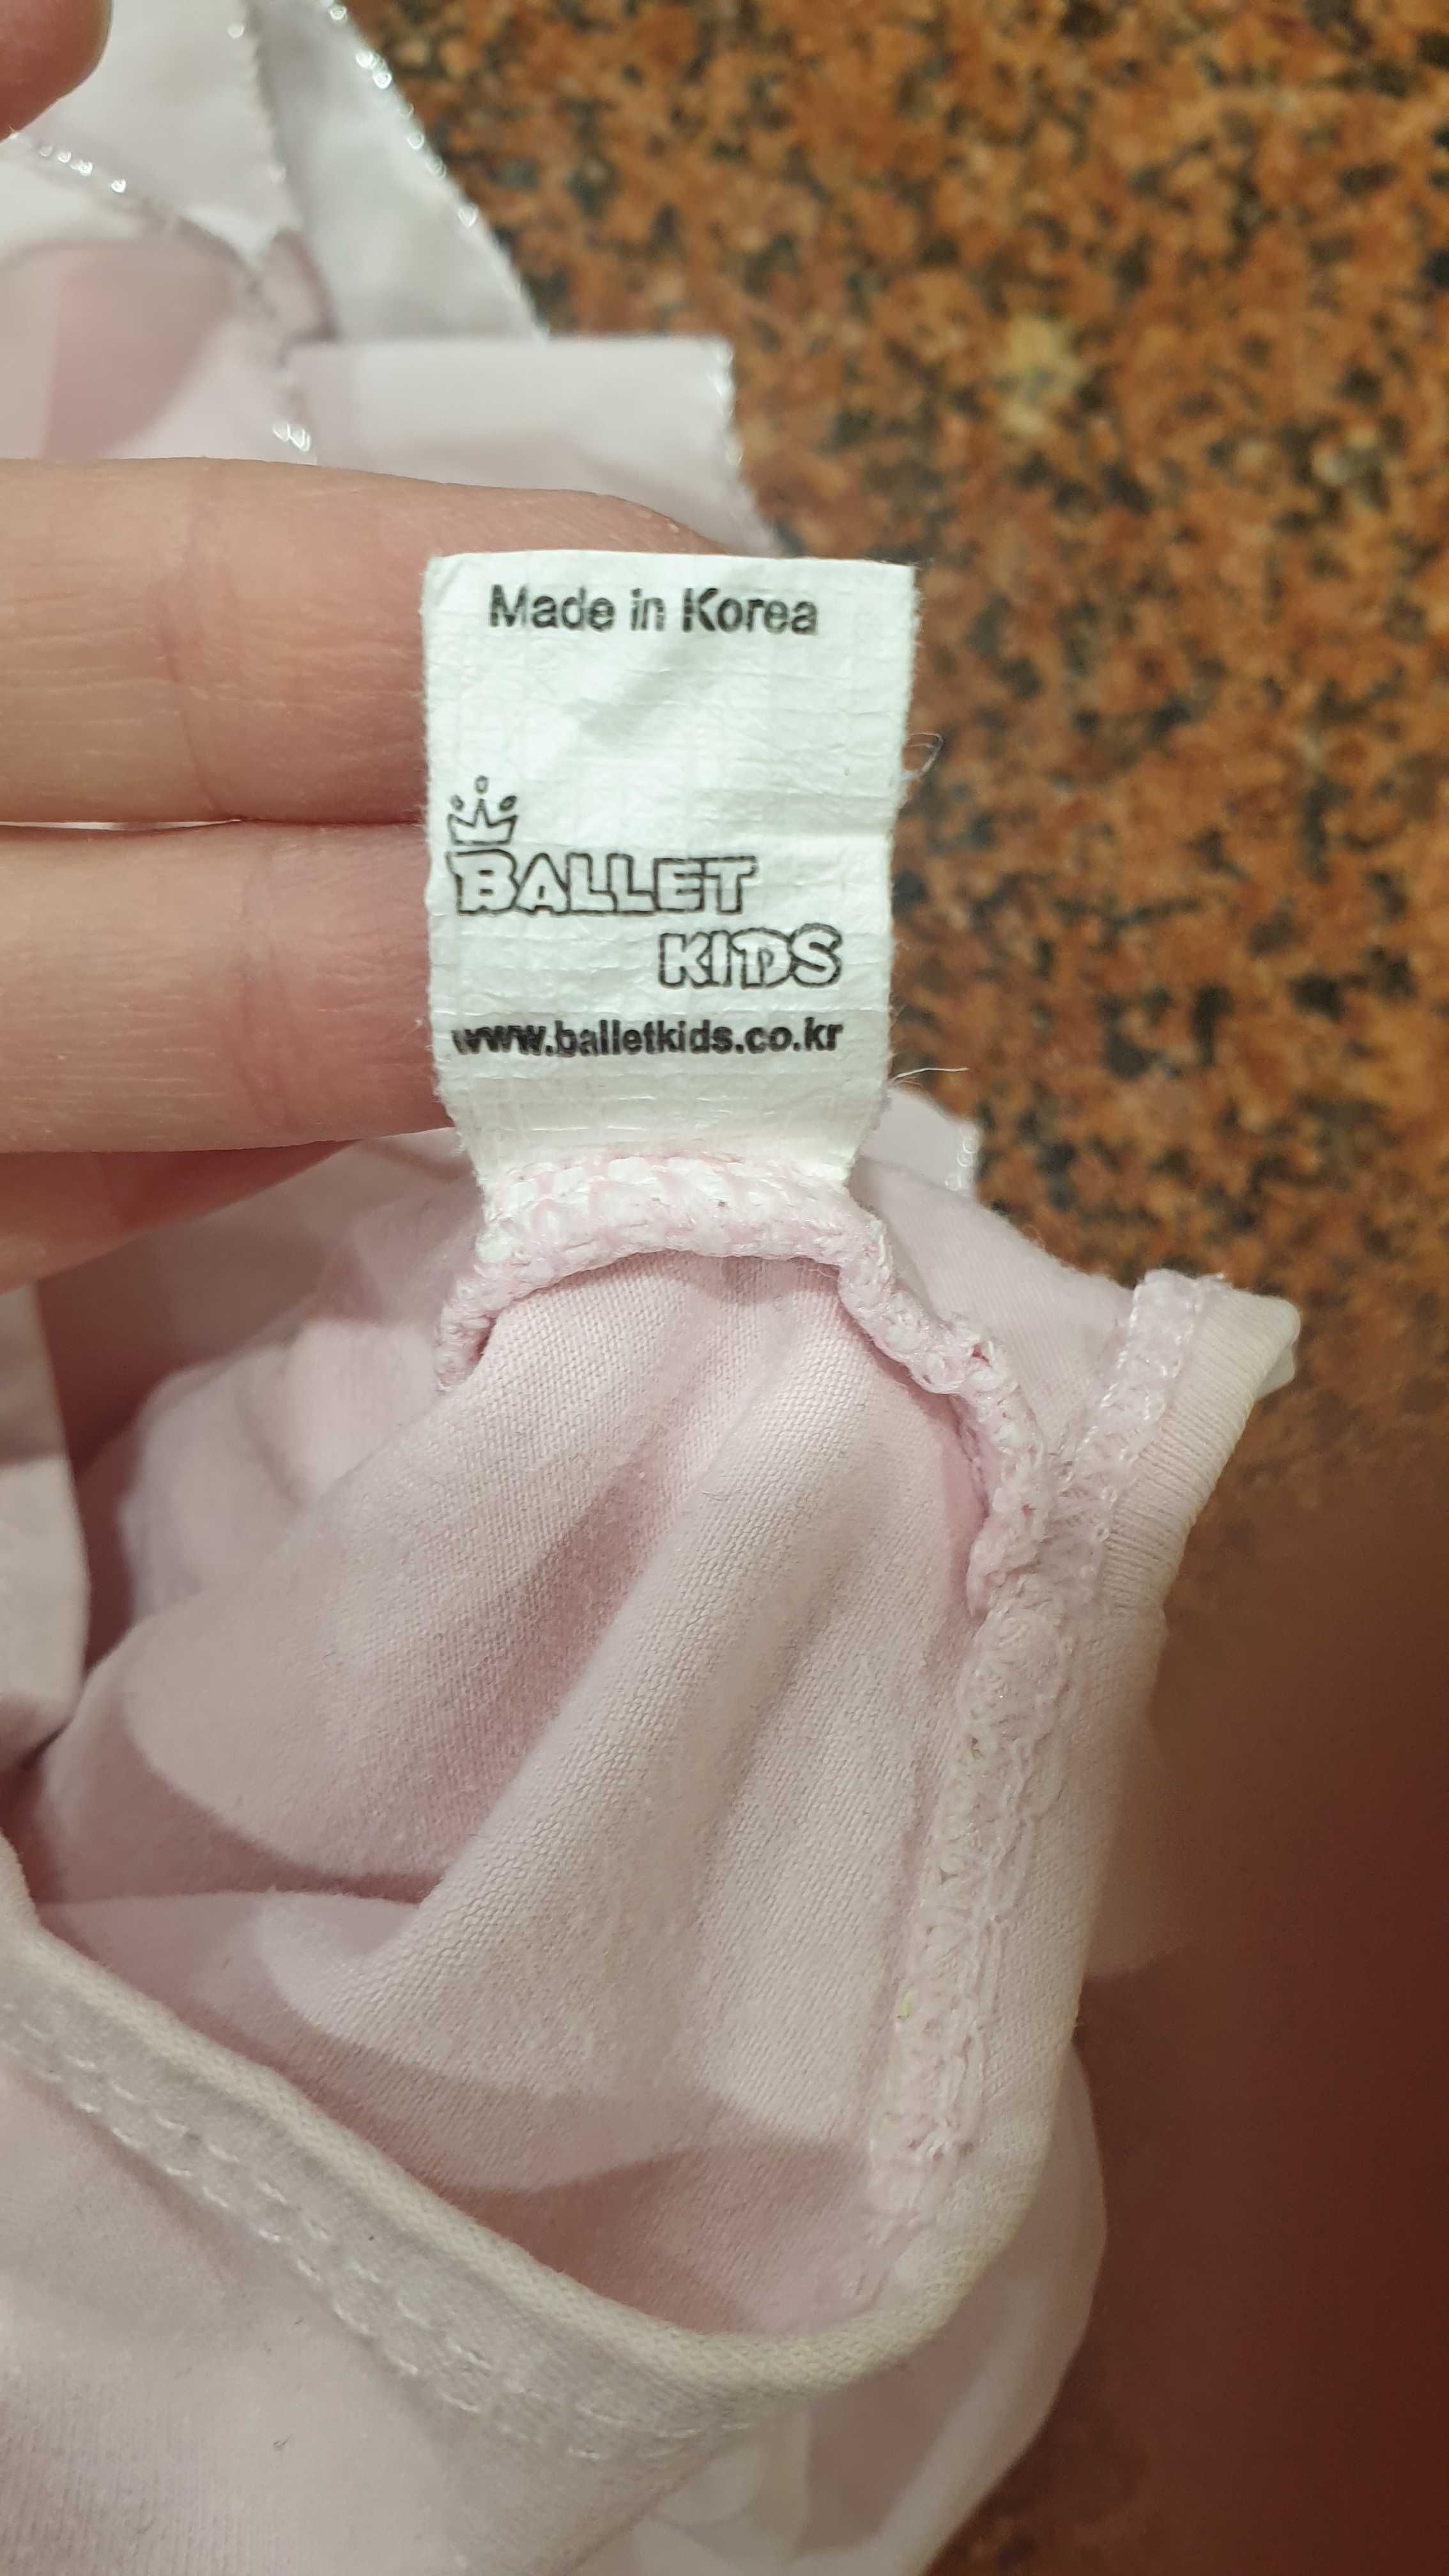 Made in Korea
BALLET
KIDS
www.balletkids.co.kr